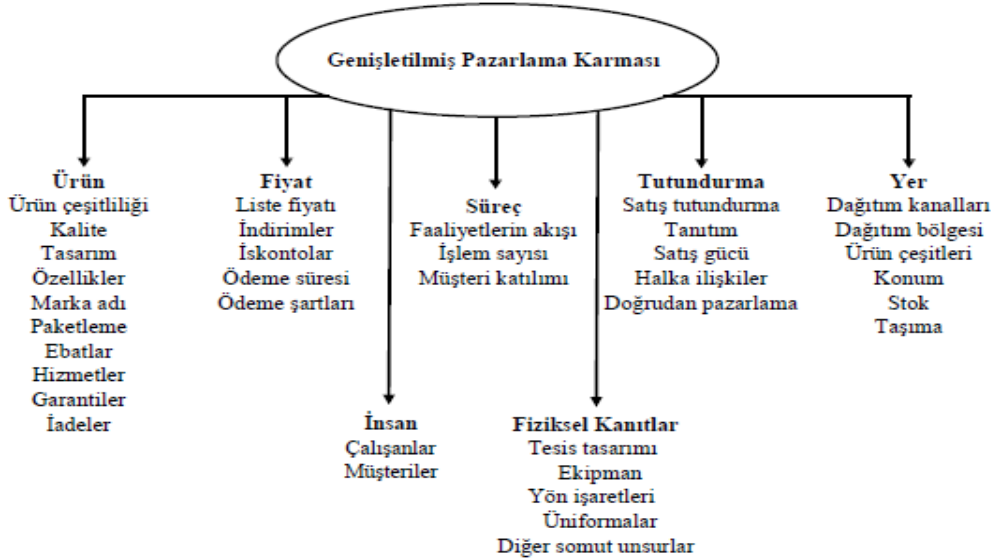 Genişletilmiş Pazarlama Karması
Ürün
Ürün çeşitliliği
Kalite
Tasarım
Özellikler
Marka adı
Paketleme
Ebatlar
Hizmetler
Garantiler
İadeler
Fiyat
Liste fiyatı
İndirimler
İskontolar
Ödeme süresi
Ödeme şartları
Süreç
Faaliyetlerin akışı
İşlem sayısı
Müşteri katılımı
Tutundurma
Satış tutundurma
Tanıtım
Satış gücü
Halka ilişkiler
Doğrudan pazarlama
Yer
Dağıtım kanalları
Dağıtım bölgesi
Ürün çeşitleri
Konum
Stok
Taşıma
İnsan
Çalışanlar
Müşteriler
Fiziksel Kanıtlar
Tesis tasarımı
Ekipman
Yön işaretleri
Üniformalar
Diğer somut unsurlar